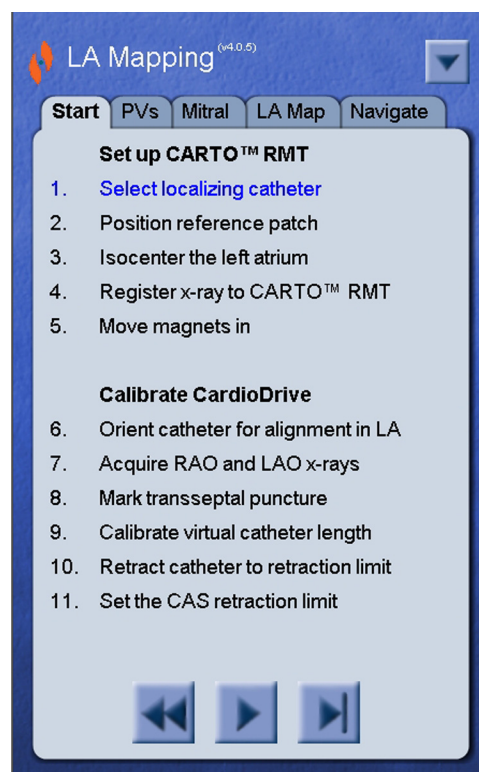 LA Mapping (v4.0.5)
Start PVs Mitral LA Map Navigate
Set up CARTO™ RMT
1. Select localizing catheter
2. Position reference patch
3. Isocenter the left atrium
4. Register x-ray to CARTO™ RMT
5. Move magnets in
Calibrate CardioDrive
6. Orient catheter for alignment in LA
7. Acquire RAO and LAO x-rays
8. Mark transseptal puncture
9. Calibrate virtual catheter length
10. Retract catheter to retraction limit
11. Set the CAS retraction limit